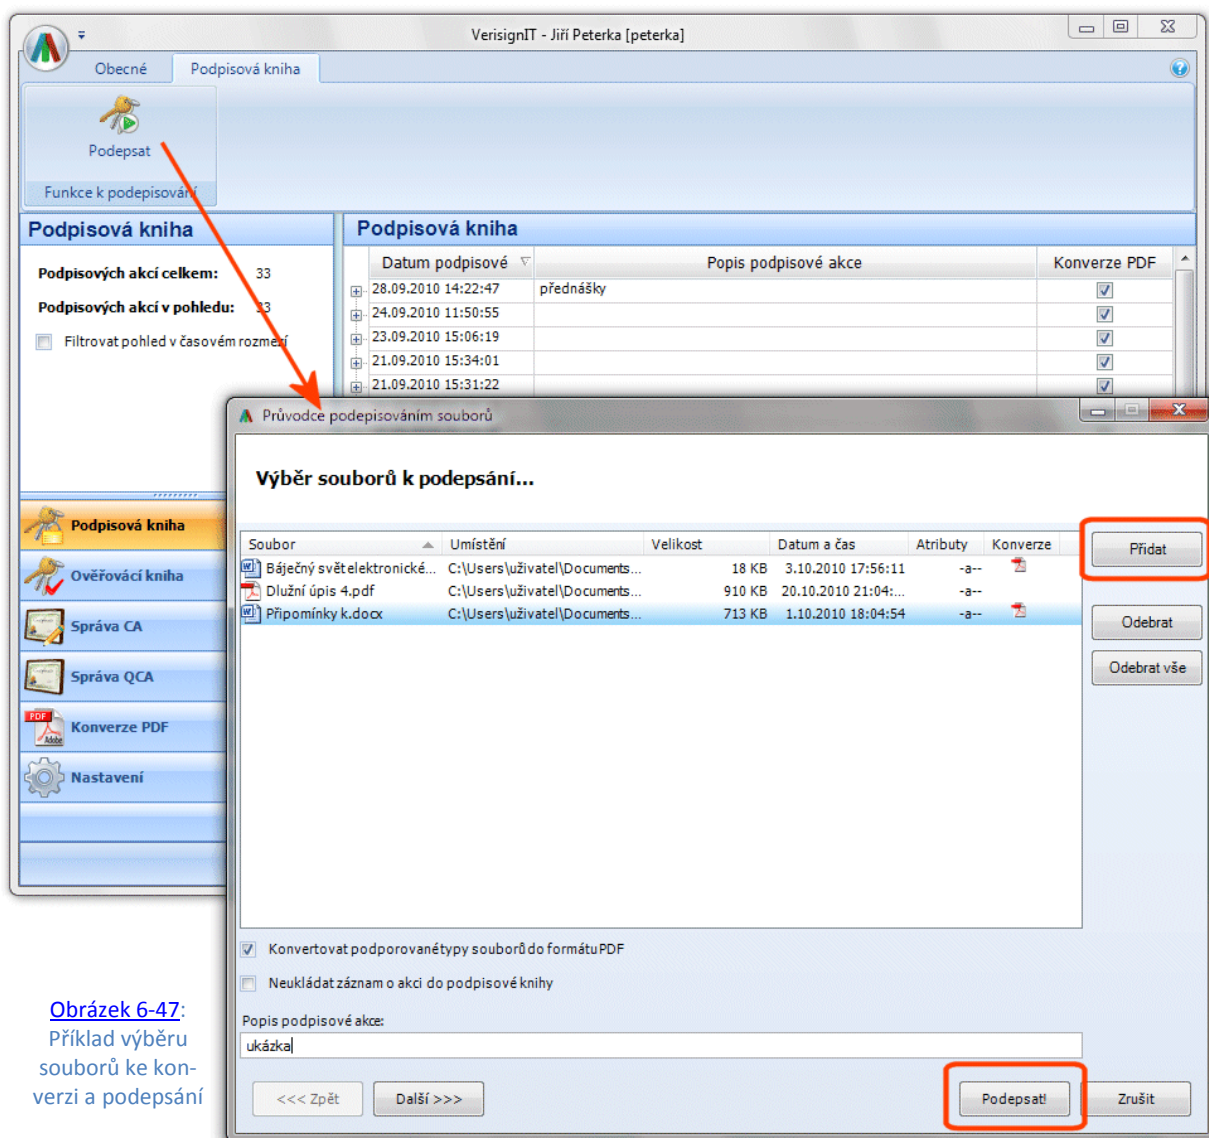 VerisignIT - Jiří Peterka [peterka]
Obecné Podpisová kniha
Podepsat
Funkce k podepisování
Podpisová kniha
Podpisových akcí celkem: 33
Podpisových akcí v pohledu: 33
Filtrovat pohled v časovém rozmezí
Podpisová kniha
Datum podpisové Popis podpisové akce Konverze PDF
28.09.2010 14:22:47 přednášky
24.09.2010 11:50:55
23.09.2010 15:06:19
21.09.2010 15:34:01
21.09.2010 15:31:22
Podpisová kniha
Ověřovácí kniha
Správa CA
Správa QCA
PDF
Adobe
Konverze PDF
Nastavení
Průvodce podepisováním souborů
Výběr souborů k podepsání...
Soubor Umístění Velikost Datum a čas Atributy Konverze
Báječný světelektronické... C:\Users\uživatel\Documents... 18 KB 3.10.2010 17:56:11 -a--
Dlužní úpis 4.pdf C:\Users\uživatel\Documents... 910 KB 20.10.2010 21:04:... -a--
Připomínky k.docx C:\Users\uživatel\Documents... 713 KB 1.10.2010 18:04:54 -a--
Přidat
Odebrat
Odebrat vše
Konvertovat podporované typy souborů do formátu PDF
Neukládat záznam o akci do podpisové knihy
Popis podpisové akce:
ukázka
<<< Zpět Další >>> Podepsat! Zrušit
Obrázek 6-47:
Příklad výběru
souborů ke kon-
verzi a podepsání